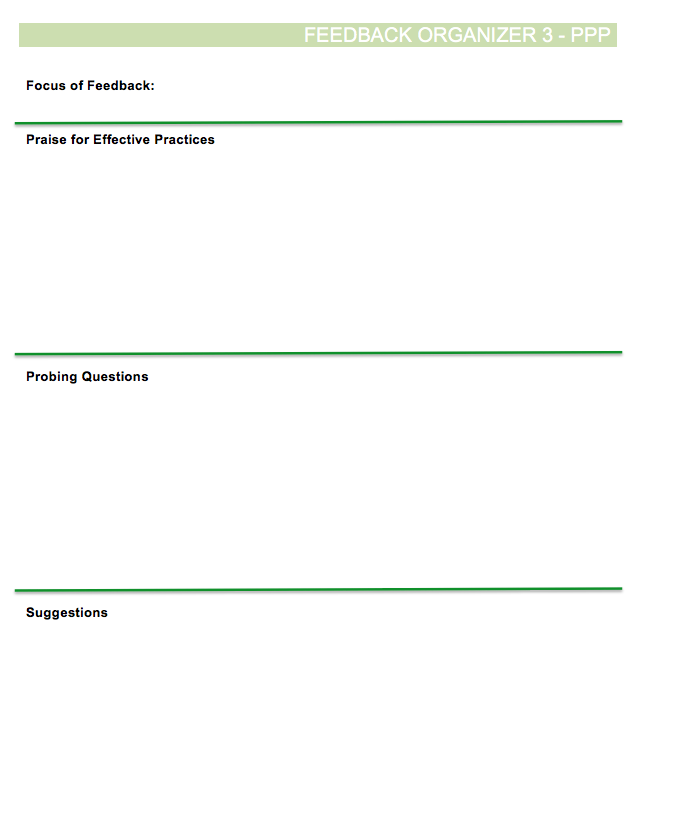 FEEDBACK ORGANIZER 3 - PPP
Focus of Feedback:
Praise for Effective Practices
Probing Questions
Suggestions